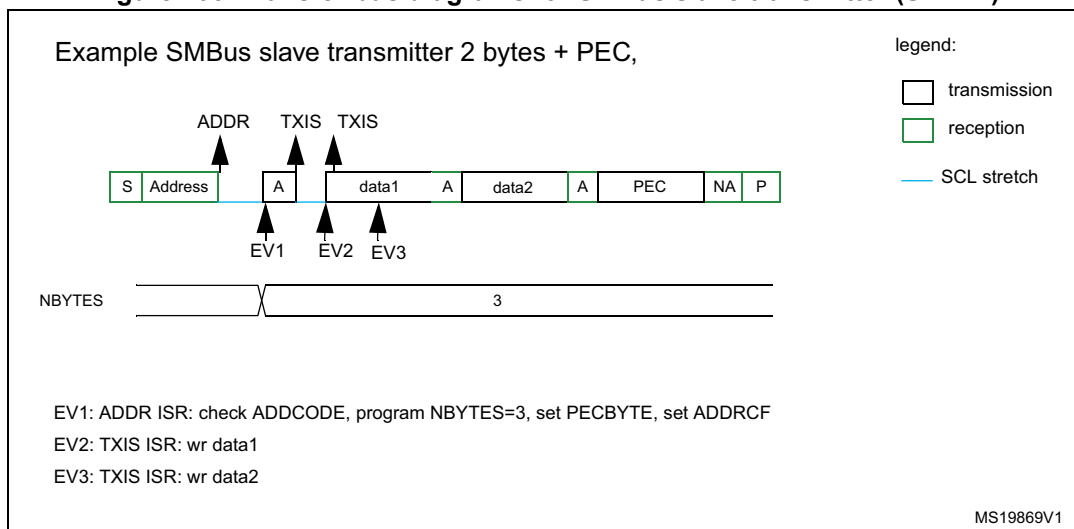 Example SMBus slave transmitter 2 bytes + PEC,
legend:
transmission
reception
SCL stretch
ADDR TXIS TXIS
S Address A data1 A data2 A PEC NA P
EV1 EV2 EV3
NBYTES 3
EV1: ADDR ISR: check ADDCODE, program NBYTES=3, set PECBYTE, set ADDRCF
EV2: TXIS ISR: wr data1
EV3: TXIS ISR: wr data2
MS19869V1